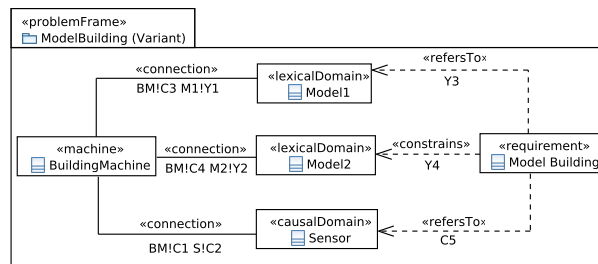 «problemFrame»
ModelBuilding (Variant)
«connection»
BM!C3 M1!Y1
«lexicalDomain»
Model1
«refersTo»
Y3
«machine»
BuildingMachine
«connection»
BM!C4 M2!Y2
«lexicalDomain»
Model2
«constrains»
Y4
«requirement»
Model Building
«connection»
BM!C1 S!C2
«causalDomain»
Sensor
«refersTo»
C5